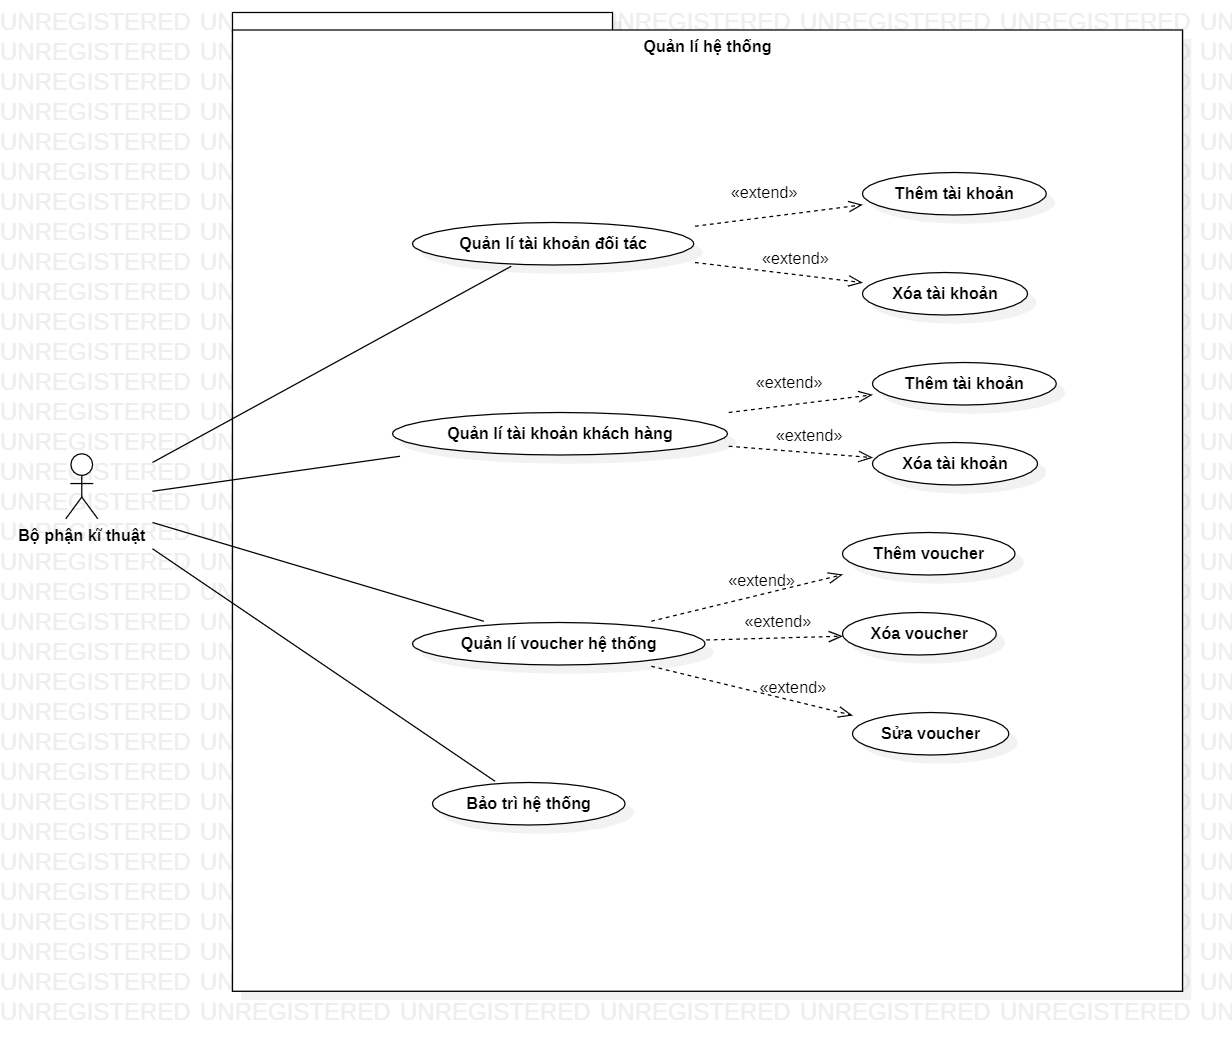 Quản lí hệ thống
«extend»
Thêm tài khoản
Quản lí tài khoản đối tác
«extend»
Xóa tài khoản
«extend»
Thêm tài khoản
Quản lí tài khoản khách hàng
«extend»
Xóa tài khoản
Bộ phận kĩ thuật
Thêm voucher
«extend»
Quản lí voucher hệ thống
«extend»
Xóa voucher
«extend»
Sửa voucher
Bảo trì hệ thống
UNREGISTERED UNREGISTERED UNREGISTERED UNREGISTERED UNREGISTERED UNREGISTERED UN